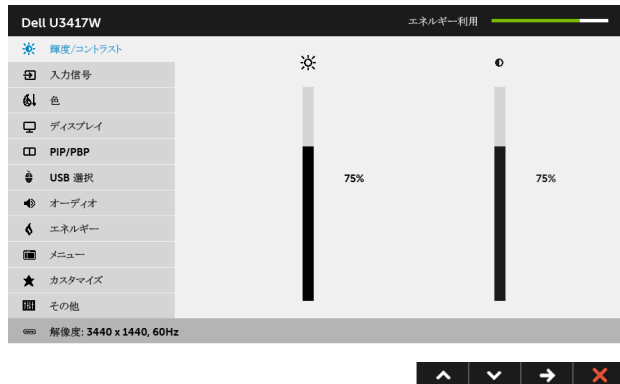 Dell U3417W
エネルギー利用
輝度/コントラスト
入力信号
色
ディスプレイ
PIP/PBP
USB 選択
オーディオ
エネルギー
メニュー
カスタマイズ
その他
75%
75%
解像度: 3440 x 1440, 60Hz